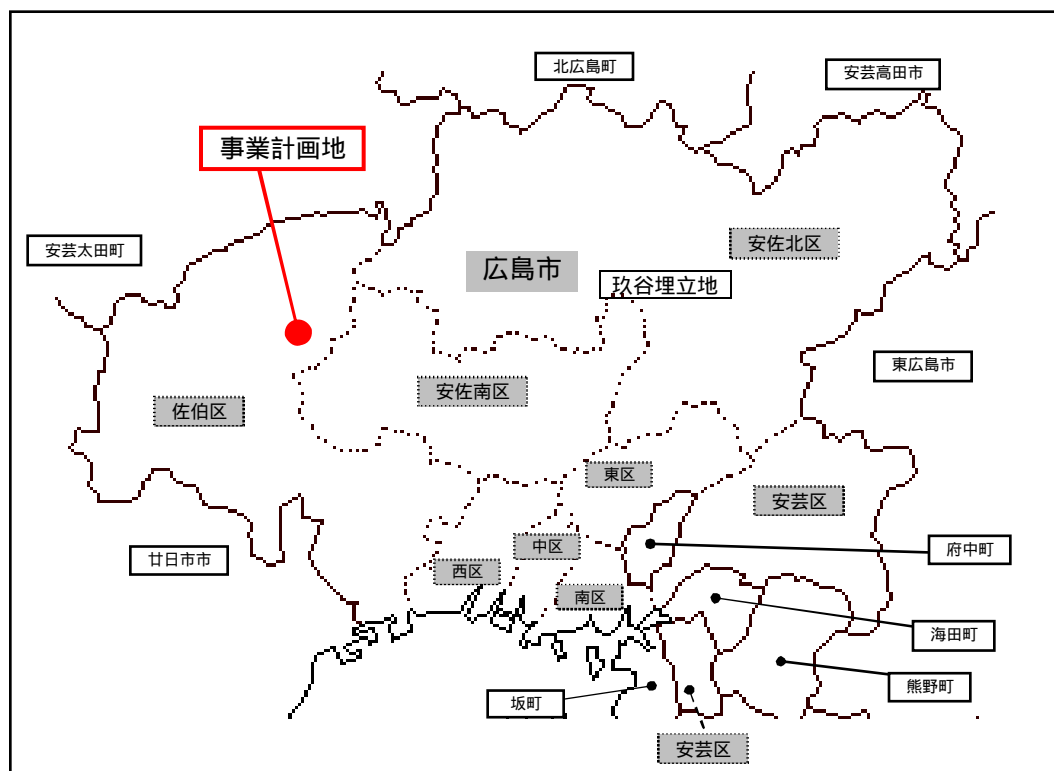 北広島町
安芸高田市
事業計画地
安芸太田町
安佐北区
広島市
玖谷埋立地
東広島市
安佐南区
佐伯区
東区
安芸区
中区
府中町
廿日市市
西区
南区
海田町
熊野町
坂町
安芸区